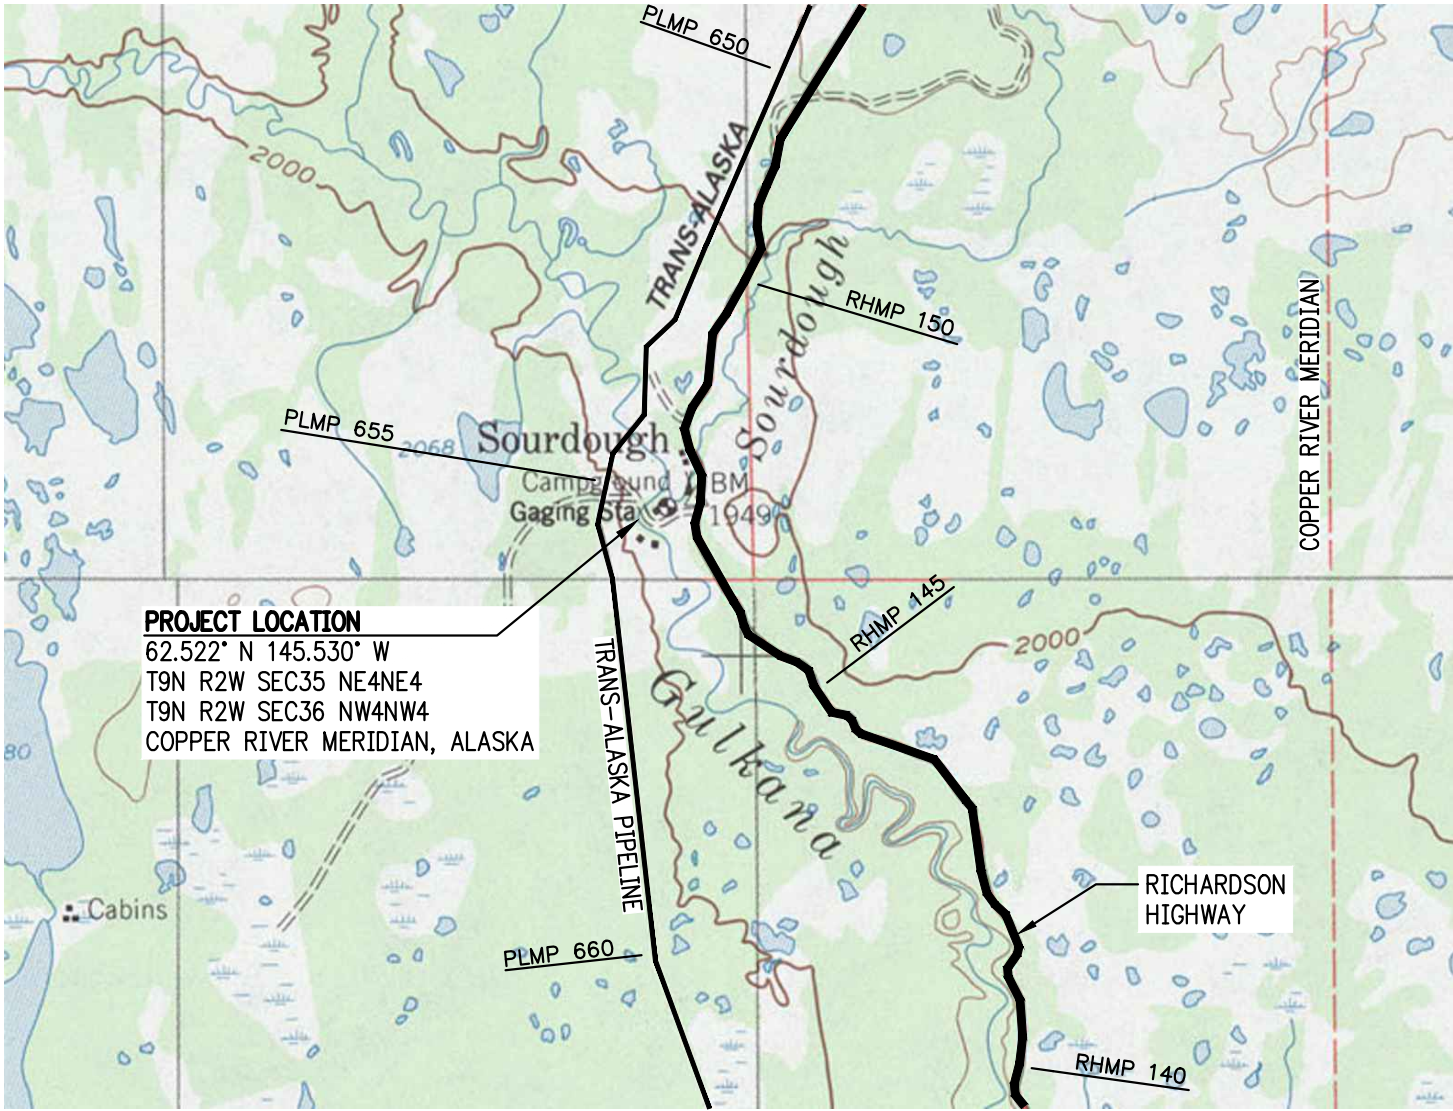 PLMP 650
2000
TRANS-ALASKA
COPPER RIVER MERIDIAN
RHMP 150
Sourdough
PLMP 655
2068
Sourdough
Campground
BM
Gaging Sta
1949
PROJECT LOCATION
62.522° N 145.530° W
T9N R2W SEC35 NE4NE4
T9N R2W SEC36 NW4NW4
COPPER RIVER MERIDIAN, ALASKA
RHMP 145
2000
Gulkana
TRANS-ALASKA PIPELINE
80
RICHARDSON
HIGHWAY
Cabins
PLMP 660
RHMP 140